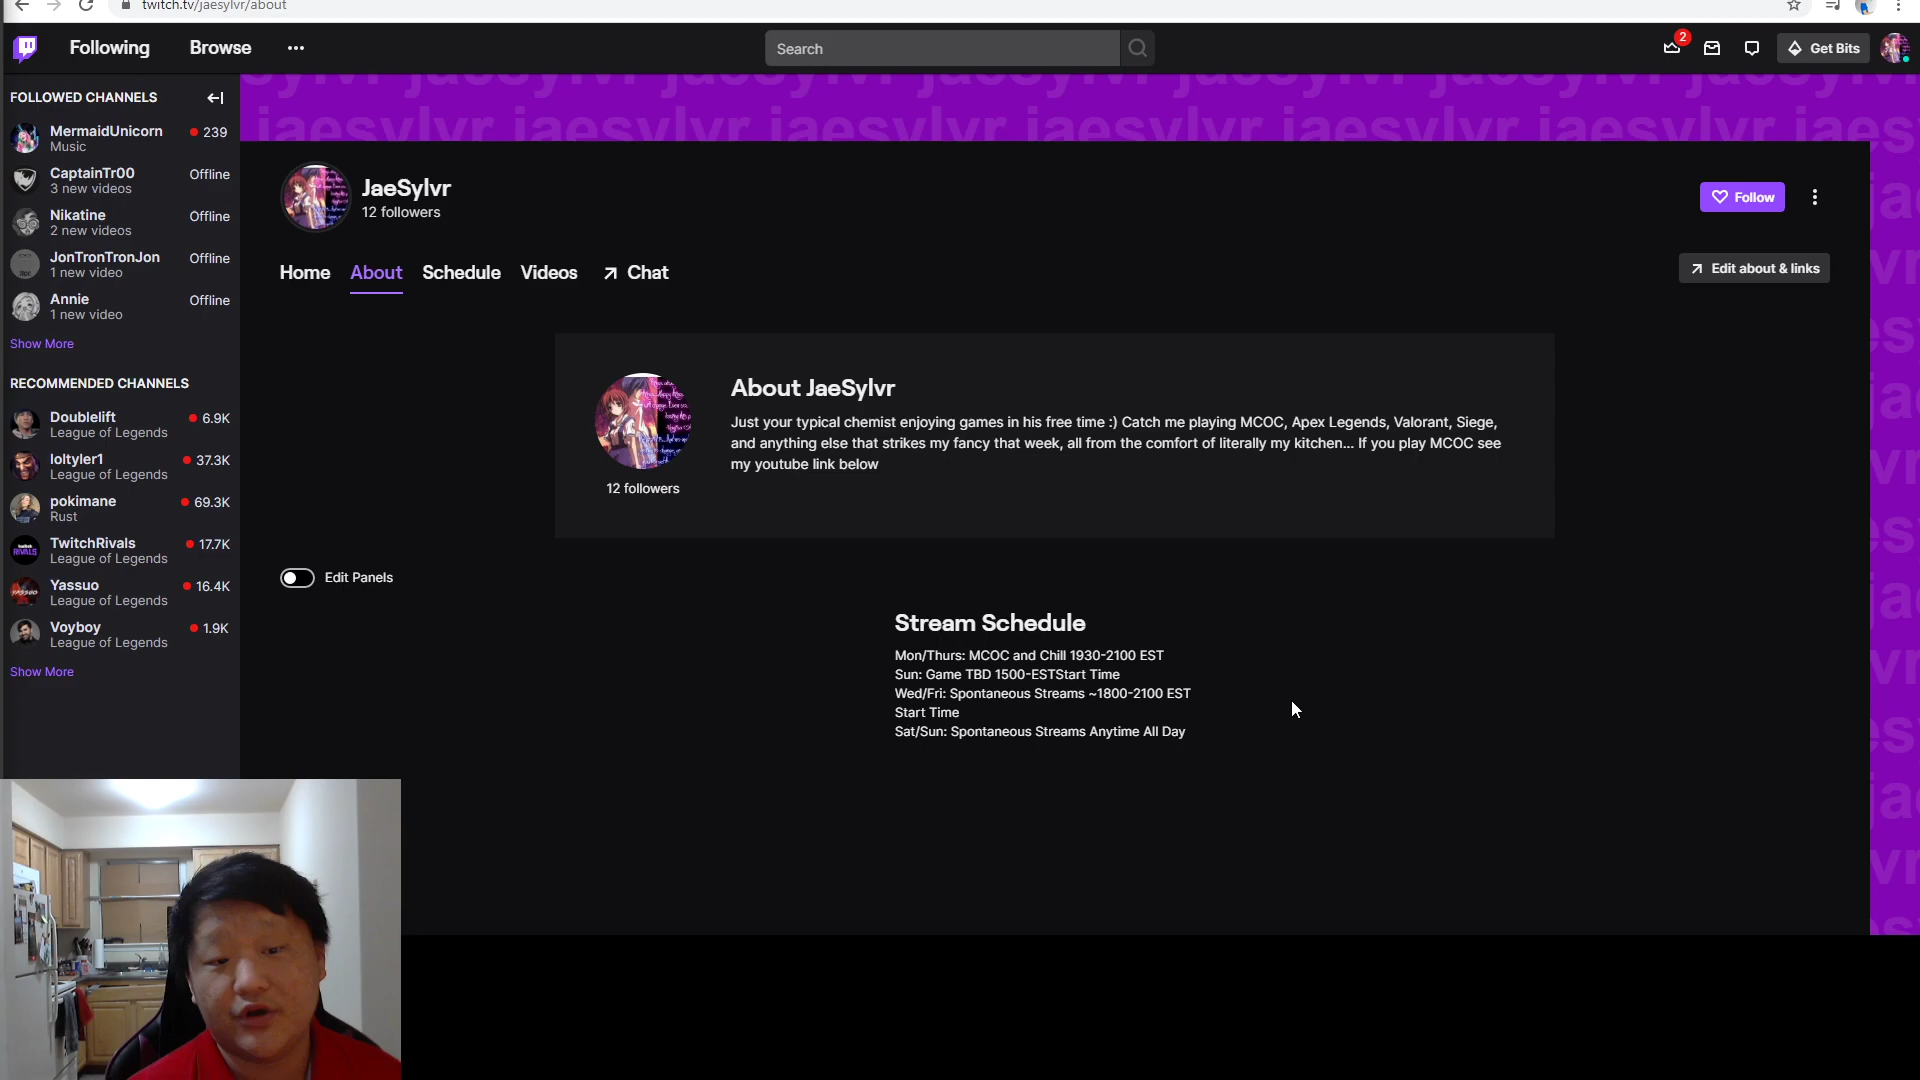 twitch.tv/jaesylvr/about
Following
Browse
Search
2
Get Bits
FOLLOWED CHANNELS
MermaidUnicorn
239
Music
CaptainTr00
Offline
3 new videos
Nikatine
Offline
2 new videos
JonTronTronJon
Offline
1 new video
Annie
Offline
1 new video
Show More
RECOMMENDED CHANNELS
Doublelift
6.9K
League of Legends
loltyler1
37.3K
League of Legends
pokimane
69.3K
Rust
TwitchRivals
17.7K
League of Legends
Yassuo
16.4K
League of Legends
Voyboy
1.9K
League of Legends
Show More
jaesylvr jaesylvr jaesylvr jaesylvr jaesylvr jaesylvr
JaeSylvr
12 followers
Follow
Home
About
Schedule
Videos
Chat
Edit about & links
About JaeSylvr
Just your typical chemist enjoying games in his free time :) Catch me playing MCOC, Apex Legends, Valorant, Siege,
and anything else that strikes my fancy that week, all from the comfort of literally my kitchen... If you play MCOC see
my youtube link below
12 followers
Edit Panels
Stream Schedule
Mon/Thurs: MCOC and Chill 1930-2100 EST
Sun: Game TBD 1500-ESTStart Time
Wed/Fri: Spontaneous Streams ~1800-2100 EST
Start Time
Sat/Sun: Spontaneous Streams Anytime All Day